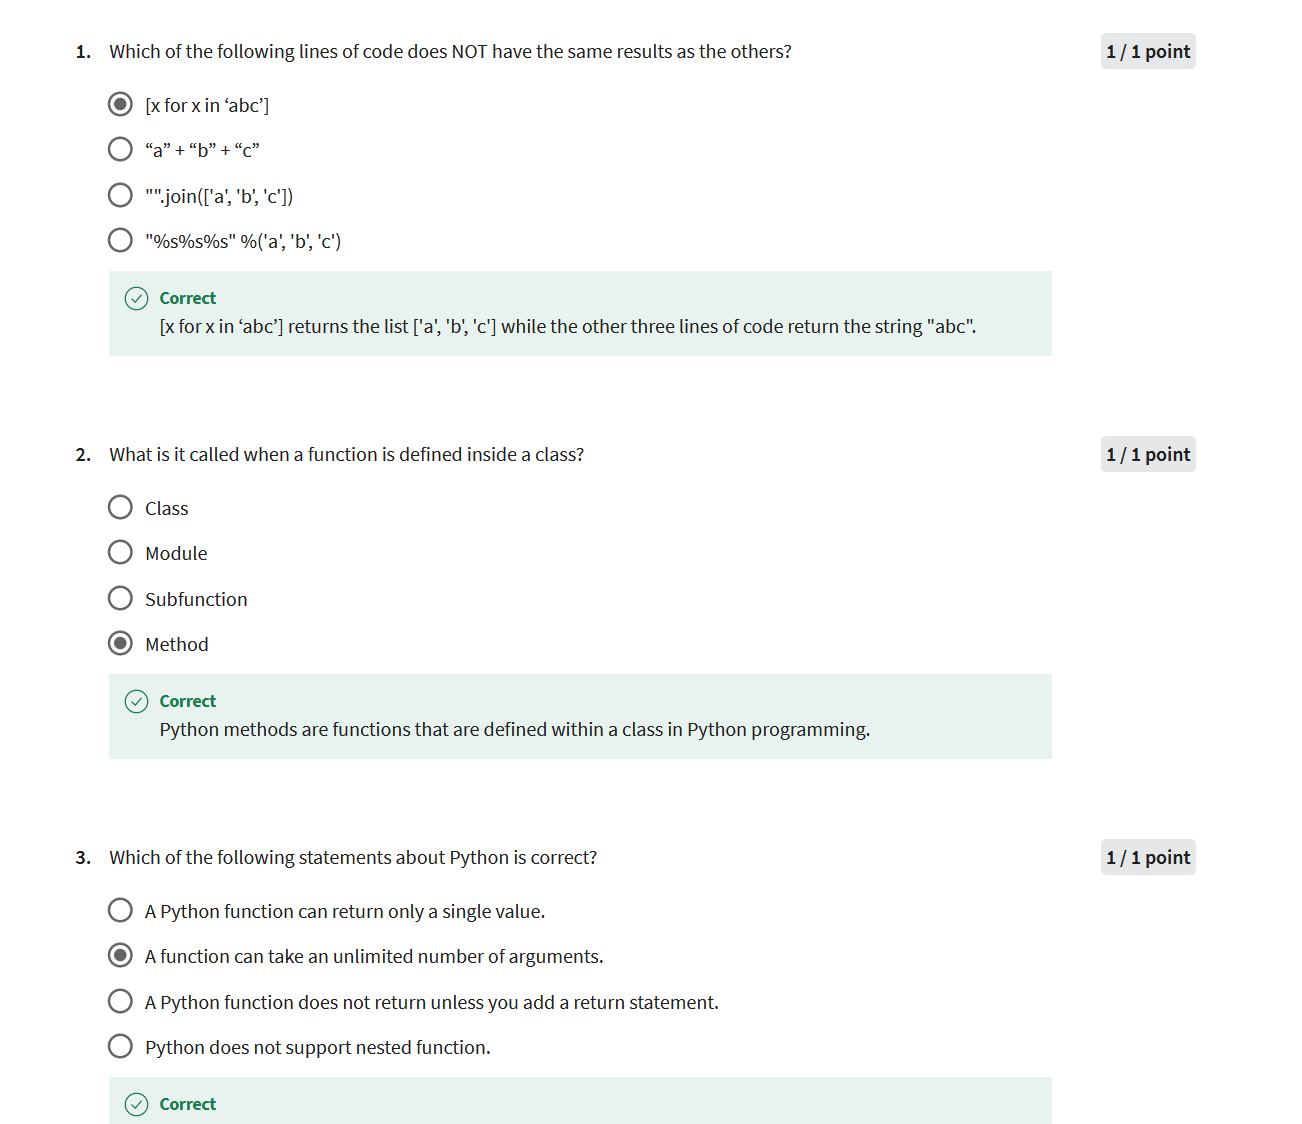 1. Which of the following lines of code does NOT have the same results as the others? 1 / 1 point
[x for x in ‘abc’]
“a” + “b” + “c”
"".join(['a', 'b', 'c'])
"%s%s%s" %('a', 'b', 'c')
Correct
[x for x in ‘abc’] returns the list ['a', 'b', 'c'] while the other three lines of code return the string "abc".
2. What is it called when a function is defined inside a class? 1 / 1 point
Class
Module
Subfunction
Method
Correct
Python methods are functions that are defined within a class in Python programming.
3. Which of the following statements about Python is correct? 1 / 1 point
A Python function can return only a single value.
A function can take an unlimited number of arguments.
A Python function does not return unless you add a return statement.
Python does not support nested function.
Correct